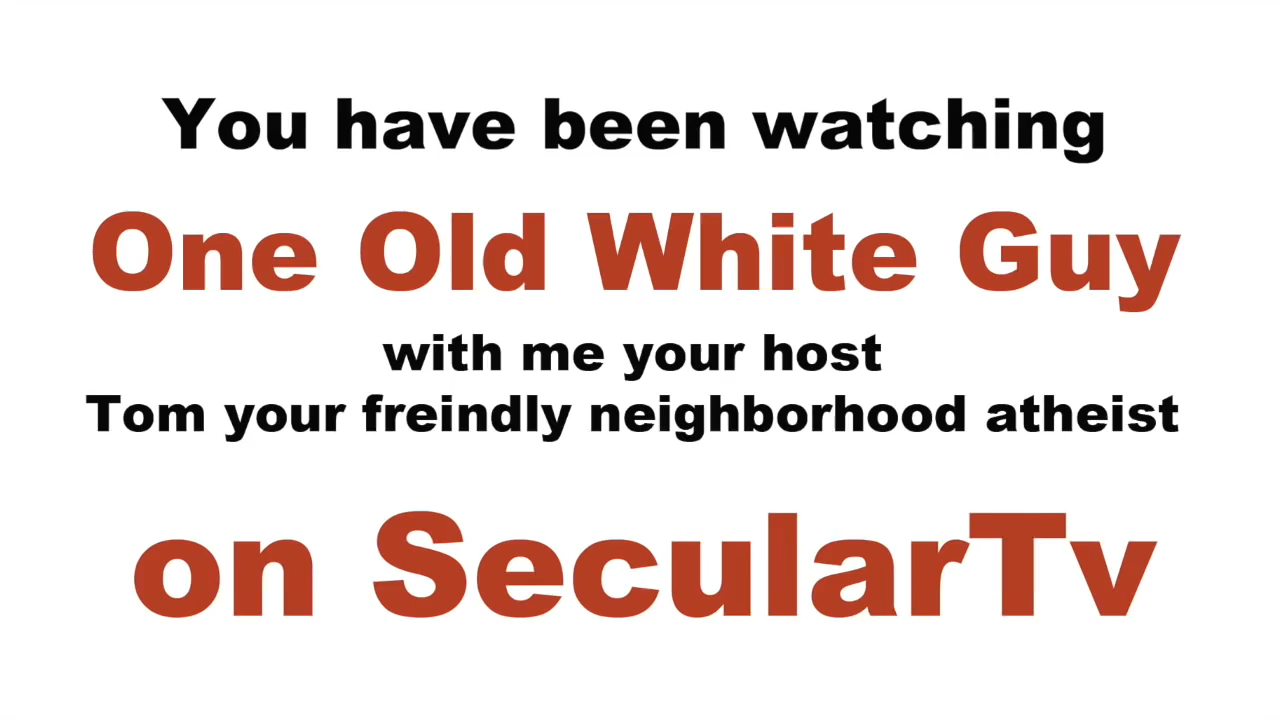 You have been watching
One Old White Guy
with me your host
Tom your freindly neighborhood atheist
on SecularTv